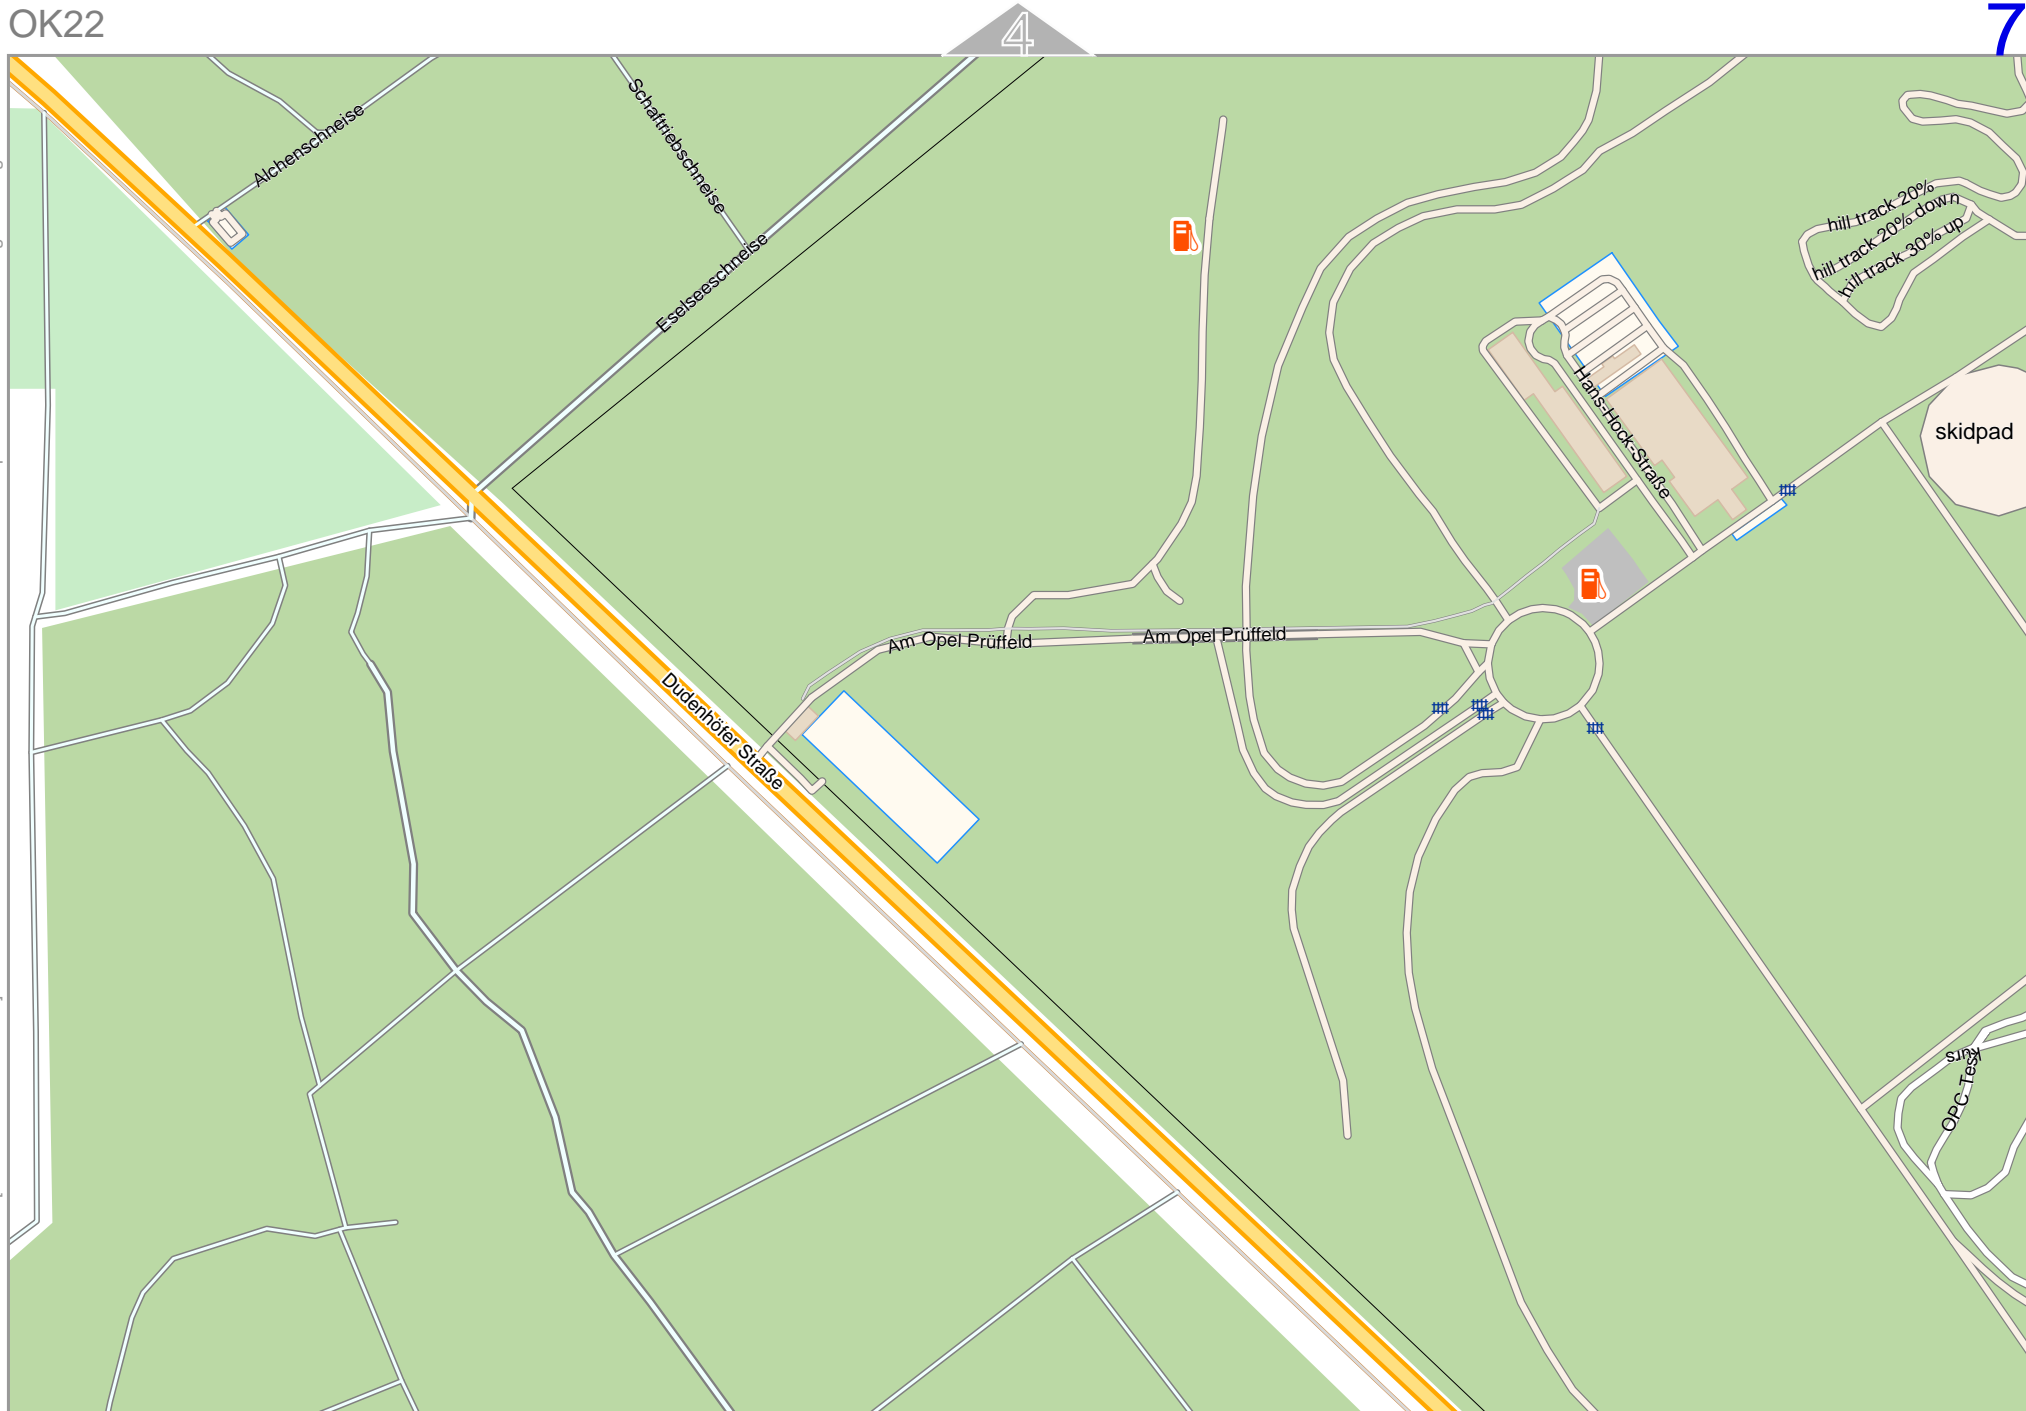 OK22
4
7
Alchenschneise
Schaftriebschneise
Eselseeschneise
hill track 20%
hill track 20% down
hill track 30% up
skidpad
Hans-Hock-Straße
Am Opel Prüffeld
Am Opel Prüffeld
Dudenhöfer Straße
OPC Test
kurs